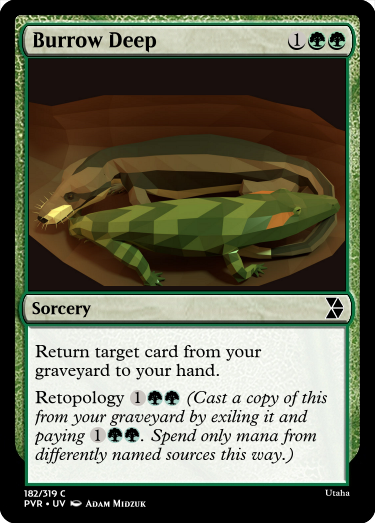 Burrow Deep 1
Sorcery
Return target card from your
graveyard to your hand.
Retopology 1 (Cast a copy of this
from your graveyard by exiling it and
paying 1. Spend only mana from
differently named sources this way.)
182/319 C
Utaha
PVR • UV Adam Midzuk